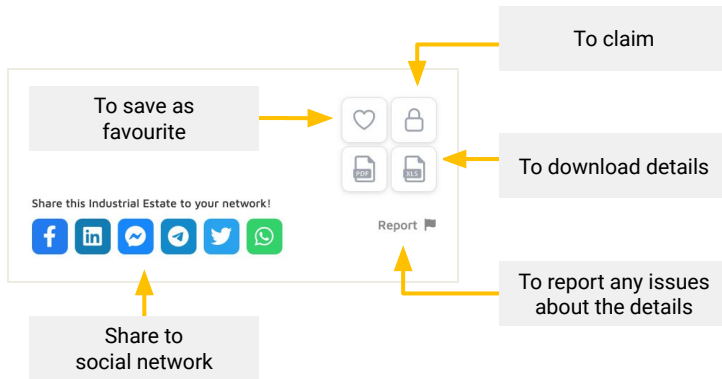 To claim
To save as
favourite
PDF
XLS
To download details
Share this Industrial Estate to your network!
Report
To report any issues
about the details
Share to
social network